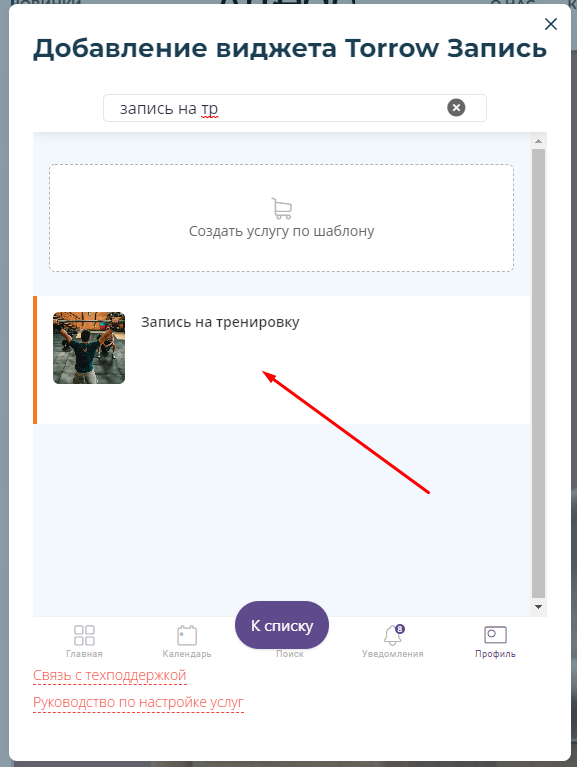 Добавление виджета Torrow Запись
запись на тр
Создать услугу по шаблону
Запись на тренировку
К списку
8
Главная
Календарь
Поиск
Уведомления
Профиль
Связь с техподдержкой
Руководство по настройке услуг